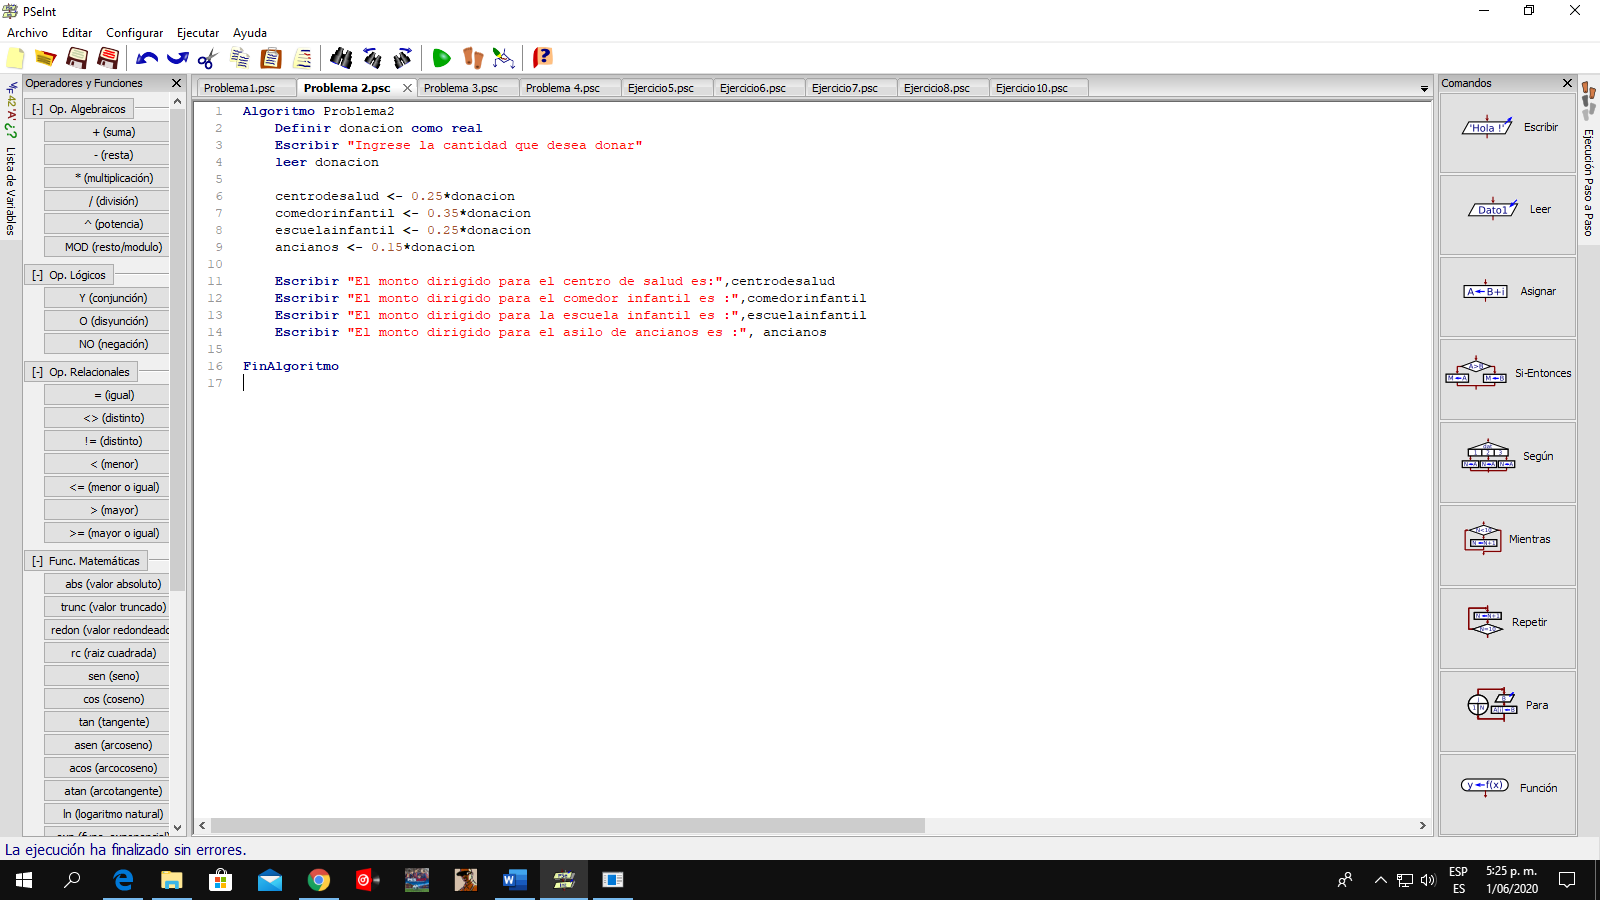 PSeInt
Archivo Editar Configurar Ejecutar Ayuda
Operadores y Funciones
Problema1.psc Problema 2.psc Problema 3.psc Problema 4.psc Ejercicio5.psc Ejercicio6.psc Ejercicio7.psc Ejercicio8.psc Ejercicio10.psc
Comandos
Lista de Variables
[-] Op. Algebraicos
+ (suma)
- (resta)
* (multiplicación)
/ (división)
^ (potencia)
MOD (resto/modulo)
[-] Op. Lógicos
Y (conjunción)
O (disyunción)
NO (negación)
[-] Op. Relacionales
= (igual)
<> (distinto)
!= (distinto)
< (menor)
<= (menor o igual)
> (mayor)
>= (mayor o igual)
[-] Func. Matemáticas
abs (valor absoluto)
trunc (valor truncado)
redon (valor redondeado
rc (raiz cuadrada)
sen (seno)
cos (coseno)
tan (tangente)
asen (arcoseno)
acos (arcocoseno)
atan (arcotangente)
ln (logaritmo natural)
1 Algoritmo Problema2
2 Definir donacion como real
3 Escribir "Ingrese la cantidad que desea donar"
4 leer donacion
5
6 centrodesalud <- 0.25*donacion
7 comedorinfantil <- 0.35*donacion
8 escuelainfantil <- 0.25*donacion
9 ancianos <- 0.15*donacion
10
11 Escribir "El monto dirigido para el centro de salud es:",centrodesalud
12 Escribir "El monto dirigido para el comedor infantil es :",comedorinfantil
13 Escribir "El monto dirigido para la escuela infantil es :",escuelainfantil
14 Escribir "El monto dirigido para el asilo de ancianos es :", ancianos
15
16 FinAlgoritmo
17
'Hola !' Escribir
Dato1 Leer
A←B+i Asignar
A>B M←A M←B Si-Entonces
Según
Mientras
Repetir
Para
y←f(x) Función
Ejecución Paso a Paso
La ejecución ha finalizado sin errores.
ESP
ES
5:25 p. m.
1/06/2020